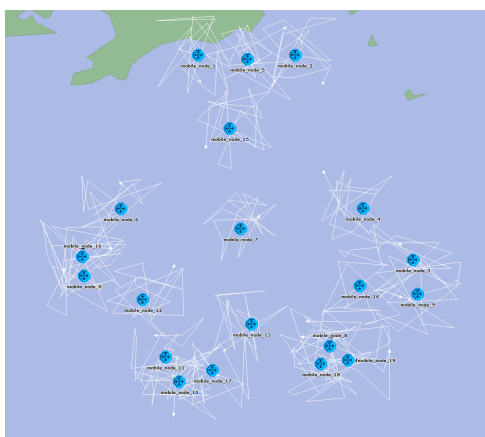 mobile_node_1
mobile_node_5
mobile_node_2
mobile_node_15
mobile_node_6
mobile_node_4
mobile_node_7
mobile_node_16
mobile_node_3
mobile_node_0
mobile_node_14
mobile_node_9
mobile_node_12
mobile_node_13
mobile_node_8
mobile_node_11
mobile_node_19
mobile_node_18
mobile_node_17
mobile_node_10